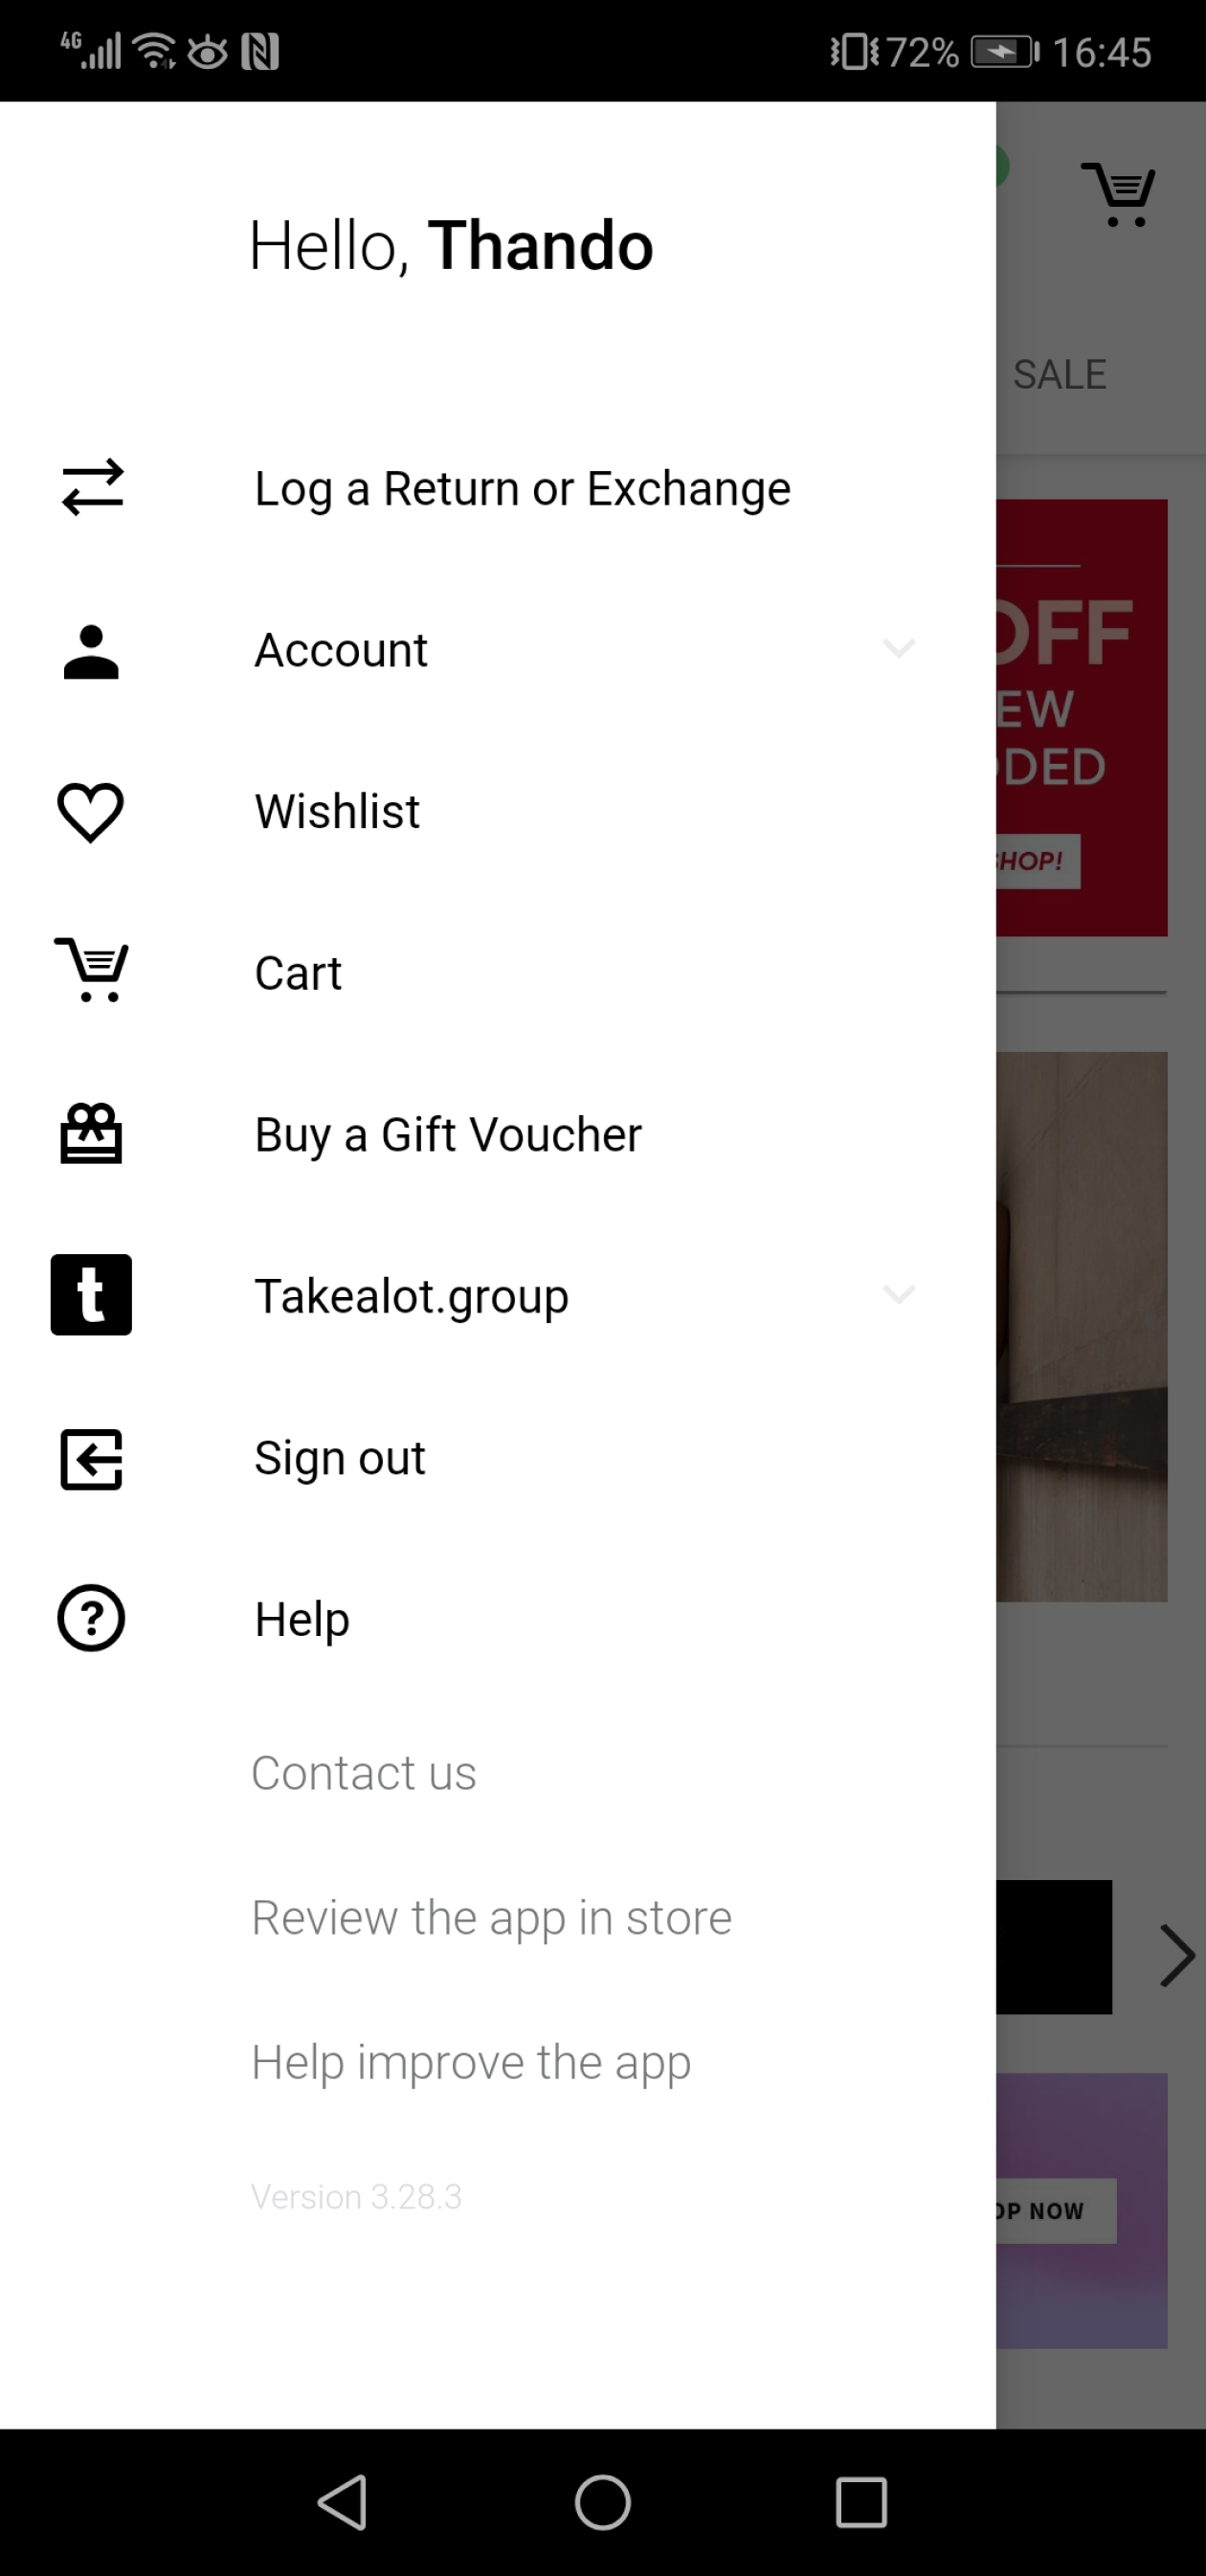 4G 72% 16:45
Hello, Thando
SALE
Log a Return or Exchange
OFF
Account
EW
DED
Wishlist
SHOP!
Cart
Buy a Gift Voucher
t Takealot.group
Sign out
? Help
Contact us
Review the app in store
Help improve the app
Version 3.28.3
OP NOW